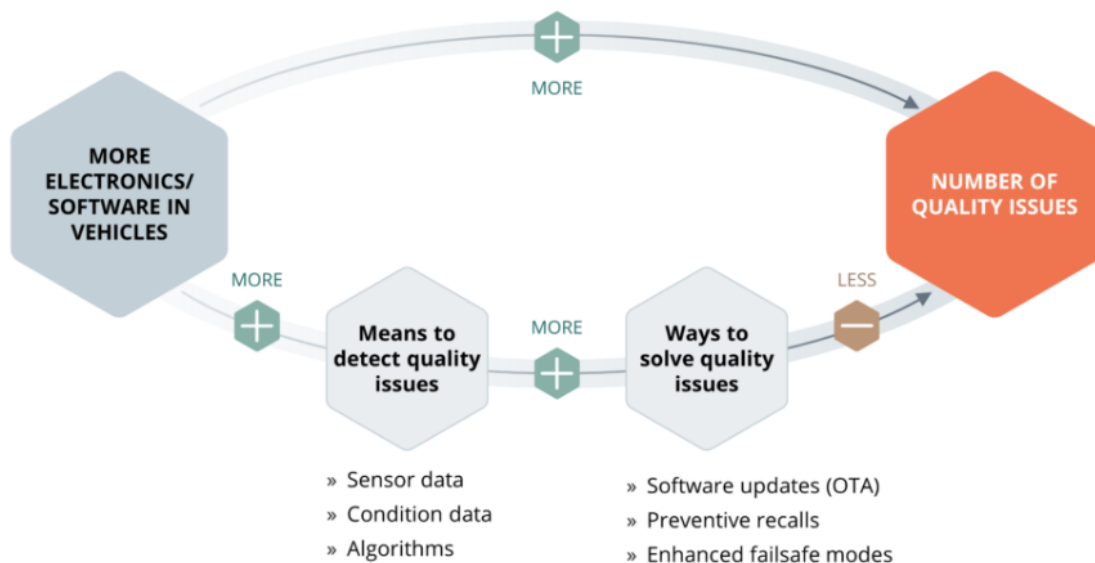 MORE
MORE
ELECTRONICS/
SOFTWARE IN
VEHICLES
NUMBER OF
QUALITY ISSUES
MORE
Means to
detect quality
issues
MORE
Ways to
solve quality
issues
LESS
» Sensor data
» Condition data
» Algorithms
» Software updates (OTA)
» Preventive recalls
» Enhanced failsafe modes